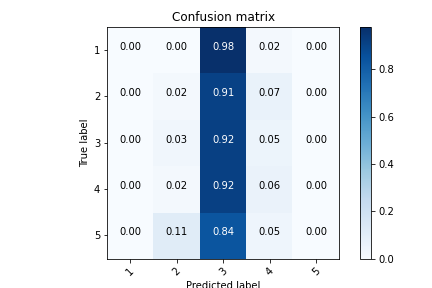 Confusion matrix
True label
1 0.00 0.00 0.98 0.02 0.00
2 0.00 0.02 0.91 0.07 0.00
3 0.00 0.03 0.92 0.05 0.00
4 0.00 0.02 0.92 0.06 0.00
5 0.00 0.11 0.84 0.05 0.00
1 2 3 4 5
Predicted label
0.8
0.6
0.4
0.2
0.0